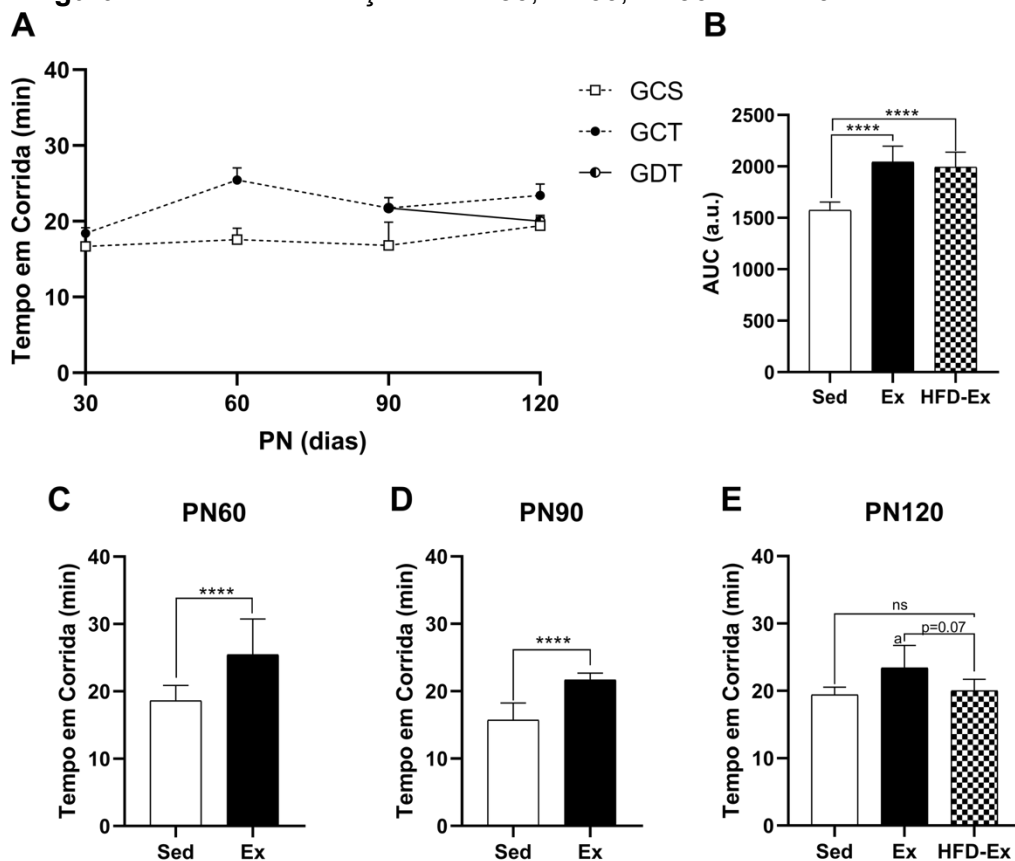 A
Tempo em Corrida (min)
40
30
20
10
0
30 60 90 120
PN (dias)
GCS
GCT
GDT
B
AUC (a.u.)
2500
2000
1500
1000
500
0
****
****
Sed Ex HFD-Ex
C
PN60
Tempo em Corrida (min)
40
30
20
10
0
****
Sed Ex
D
PN90
Tempo em Corrida (min)
40
30
20
10
0
****
Sed Ex
E
PN120
Tempo em Corrida (min)
40
30
20
10
0
ns
p=0.07
a
Sed Ex HFD-Ex